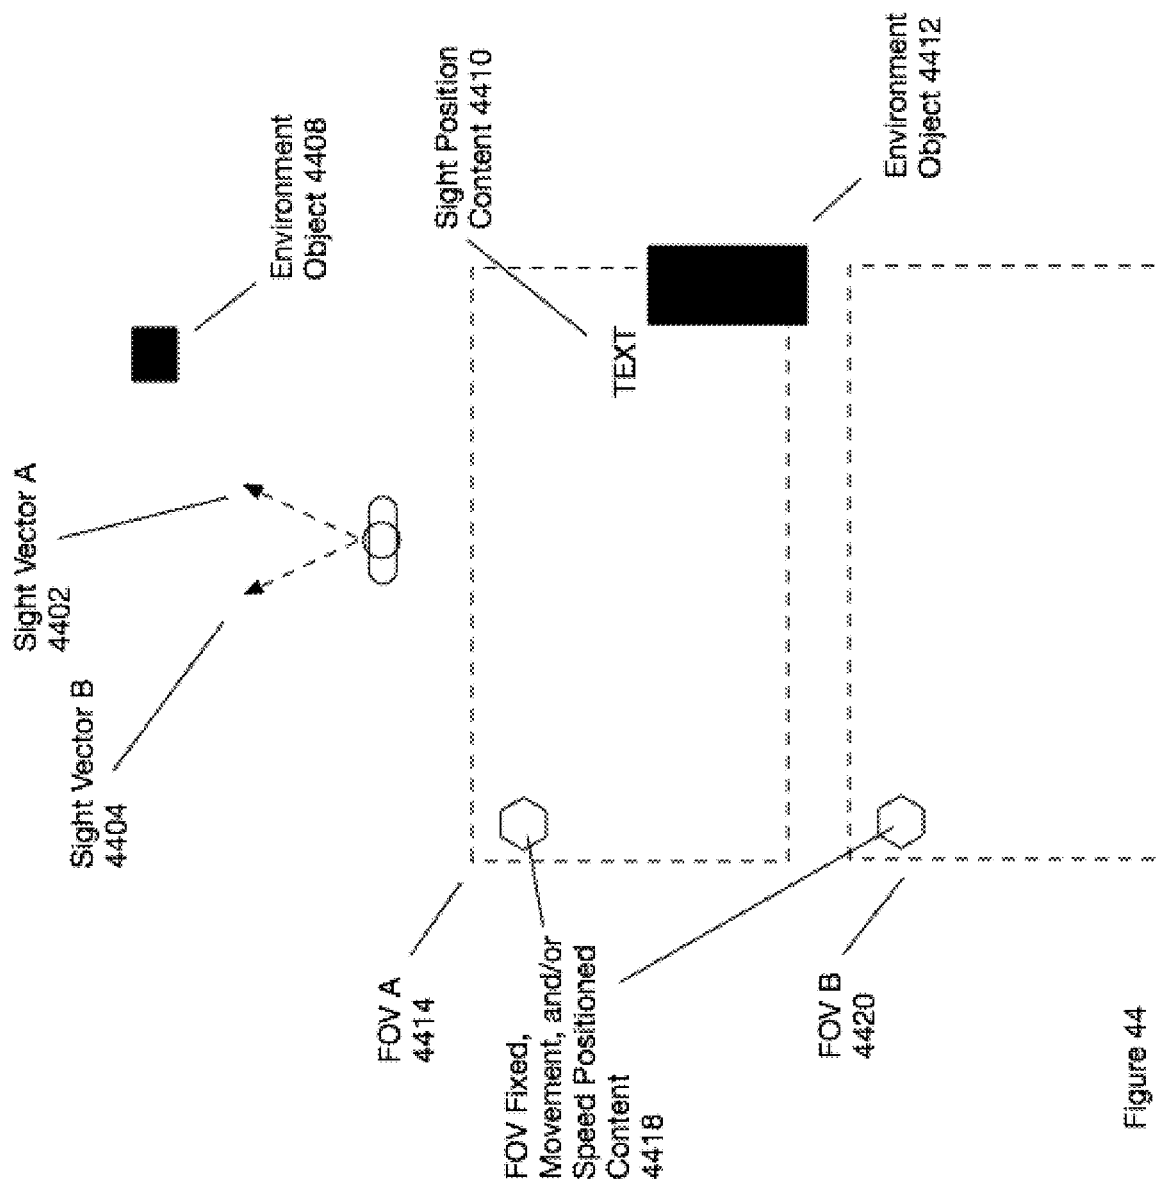 Sight Vector A
4402
Sight Vector B
4404
Environment
Object 4408
FOV A
4414
Sight Position
Content 4410
TEXT
FOV Fixed,
Movement, and/or
Speed Positioned
Content
4418
Environment
Object 4412
FOV B
4420
Figure 44